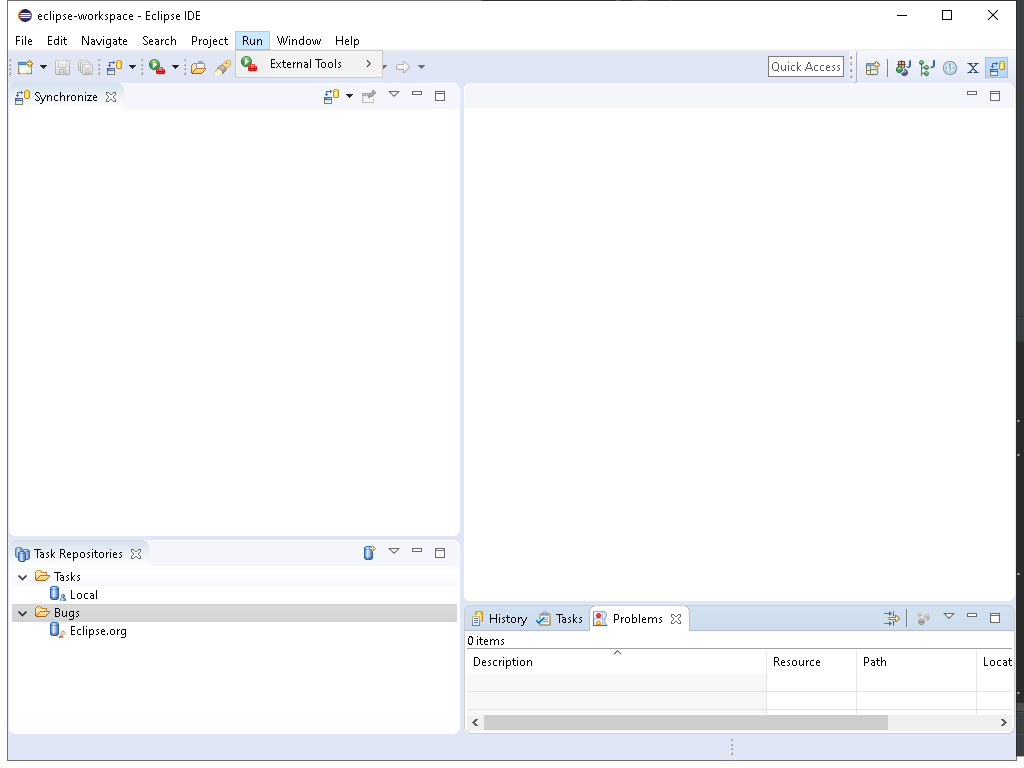 eclipse-workspace - Eclipse IDE
File Edit Navigate Search Project Run Window Help
External Tools
Quick Access
Synchronize
Task Repositories
Tasks
Local
Bugs
Eclipse.org
History Tasks Problems
0 items
Description Resource Path Locat